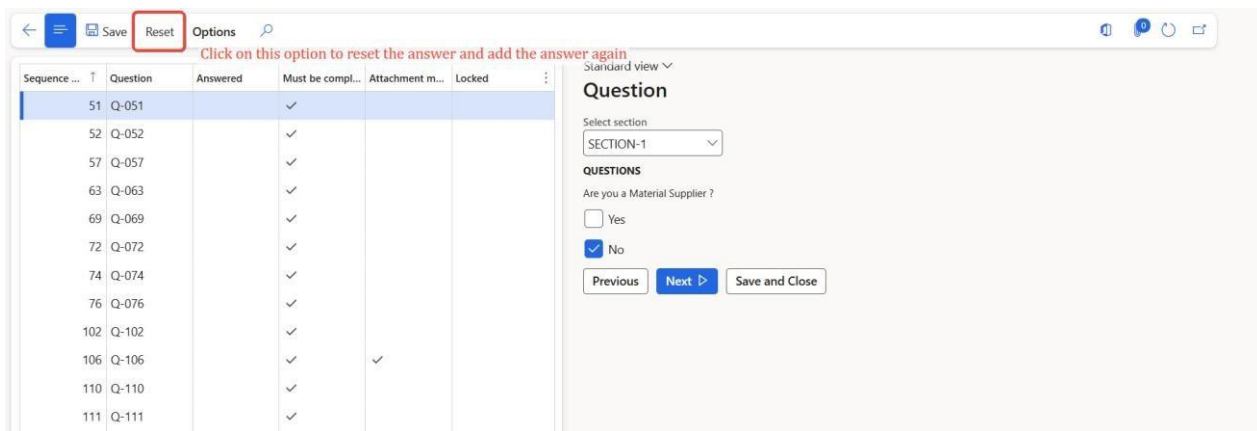 Save Reset Options
0
Click on this option to reset the answer and add the answer again
Sequence ... ↑ Question Answered Must be compl... Attachment m... Locked
51 Q-051 ✓
52 Q-052 ✓
57 Q-057 ✓
63 Q-063 ✓
69 Q-069 ✓
72 Q-072 ✓
74 Q-074 ✓
76 Q-076 ✓
102 Q-102 ✓
106 Q-106 ✓ ✓
110 Q-110 ✓
111 Q-111 ✓
Standard view
Question
Select section
SECTION-1
QUESTIONS
Are you a Material Supplier ?
Yes
No
Previous Next Save and Close